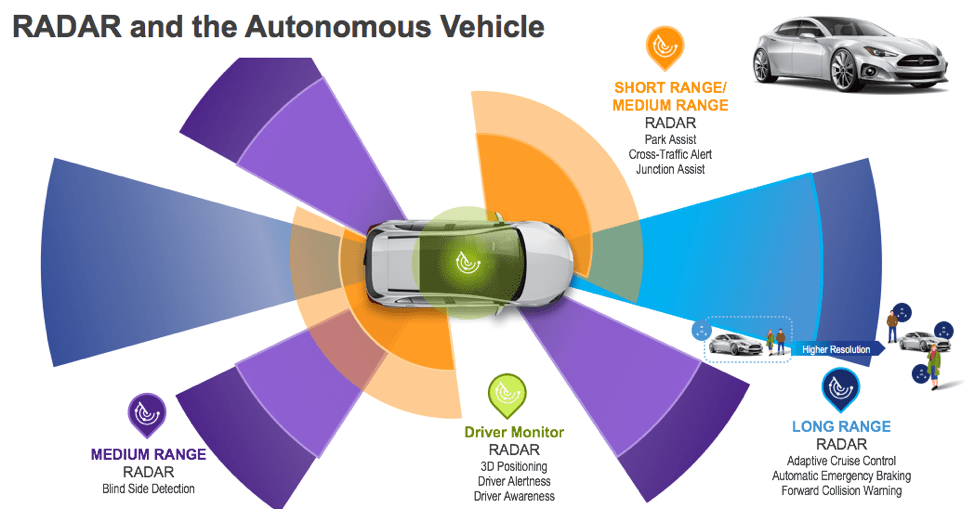 RADAR and the Autonomous Vehicle
SHORT RANGE/
MEDIUM RANGE
RADAR
Park Assist
Cross-Traffic Alert
Junction Assist
Higher Resolution
MEDIUM RANGE
RADAR
Blind Side Detection
Driver Monitor
RADAR
3D Positioning
Driver Alertness
Driver Awareness
LONG RANGE
RADAR
Adaptive Cruise Control
Automatic Emergency Braking
Forward Collision Warning